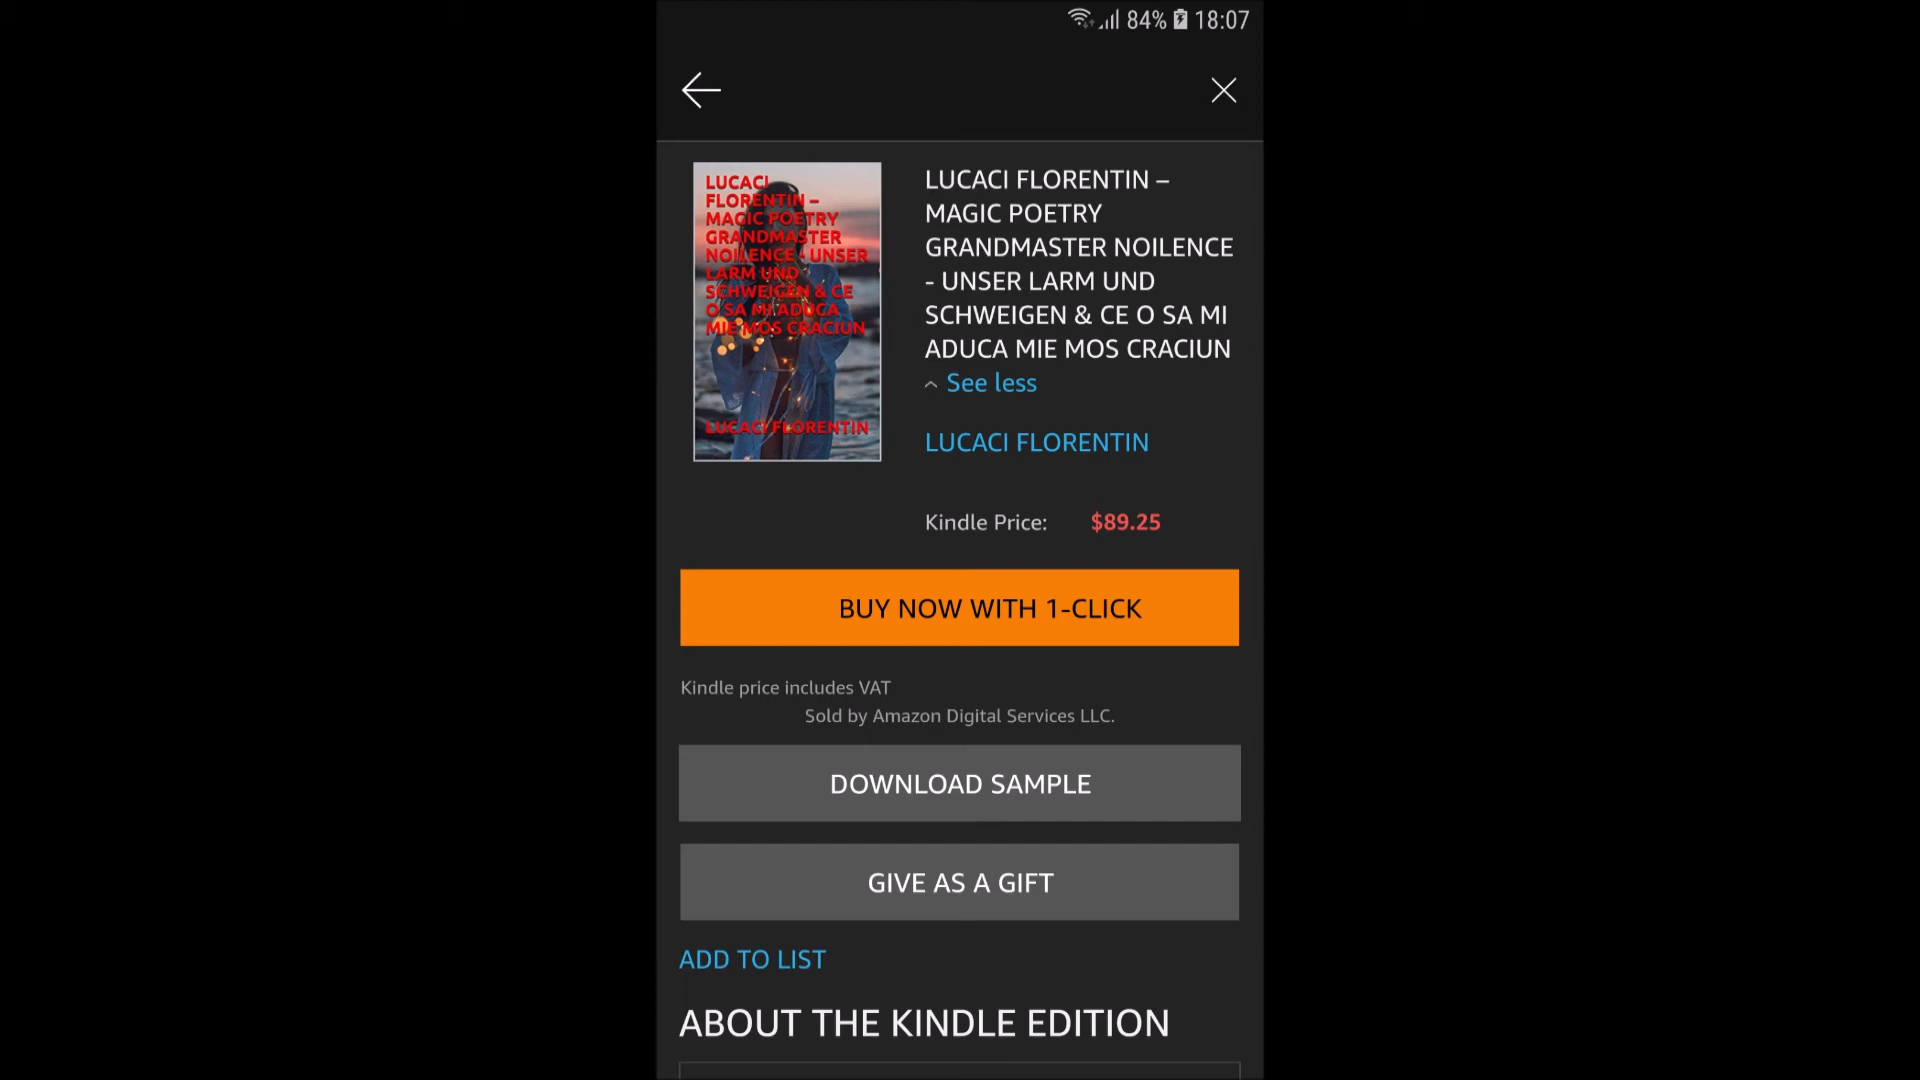 84% 18:07
LUCACI
FLORENTIN –
MAGIC POETRY
GRANDMASTER
NOILENCE - UNSER
LARM UND
SCHWEIGEN & CE
O SA MI ADUCA
MIE MOS CRACIUN
LUCACI FLORENTIN
LUCACI FLORENTIN –
MAGIC POETRY
GRANDMASTER NOILENCE
- UNSER LARM UND
SCHWEIGEN & CE O SA MI
ADUCA MIE MOS CRACIUN
See less
LUCACI FLORENTIN
Kindle Price: $89.25
BUY NOW WITH 1-CLICK
Kindle price includes VAT
Sold by Amazon Digital Services LLC.
DOWNLOAD SAMPLE
GIVE AS A GIFT
ADD TO LIST
ABOUT THE KINDLE EDITION